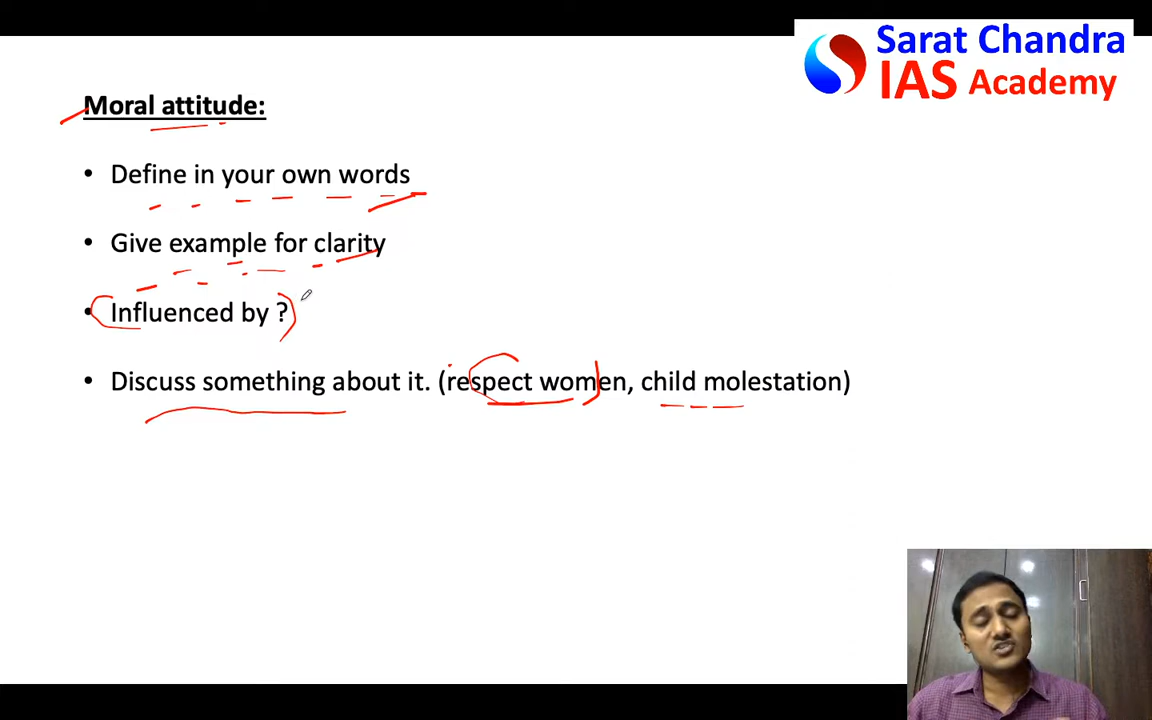 Sarat Chandra
IAS Academy
Moral attitude:
• Define in your own words
• Give example for clarity
• Influenced by ?
• Discuss something about it. (respect women, child molestation)